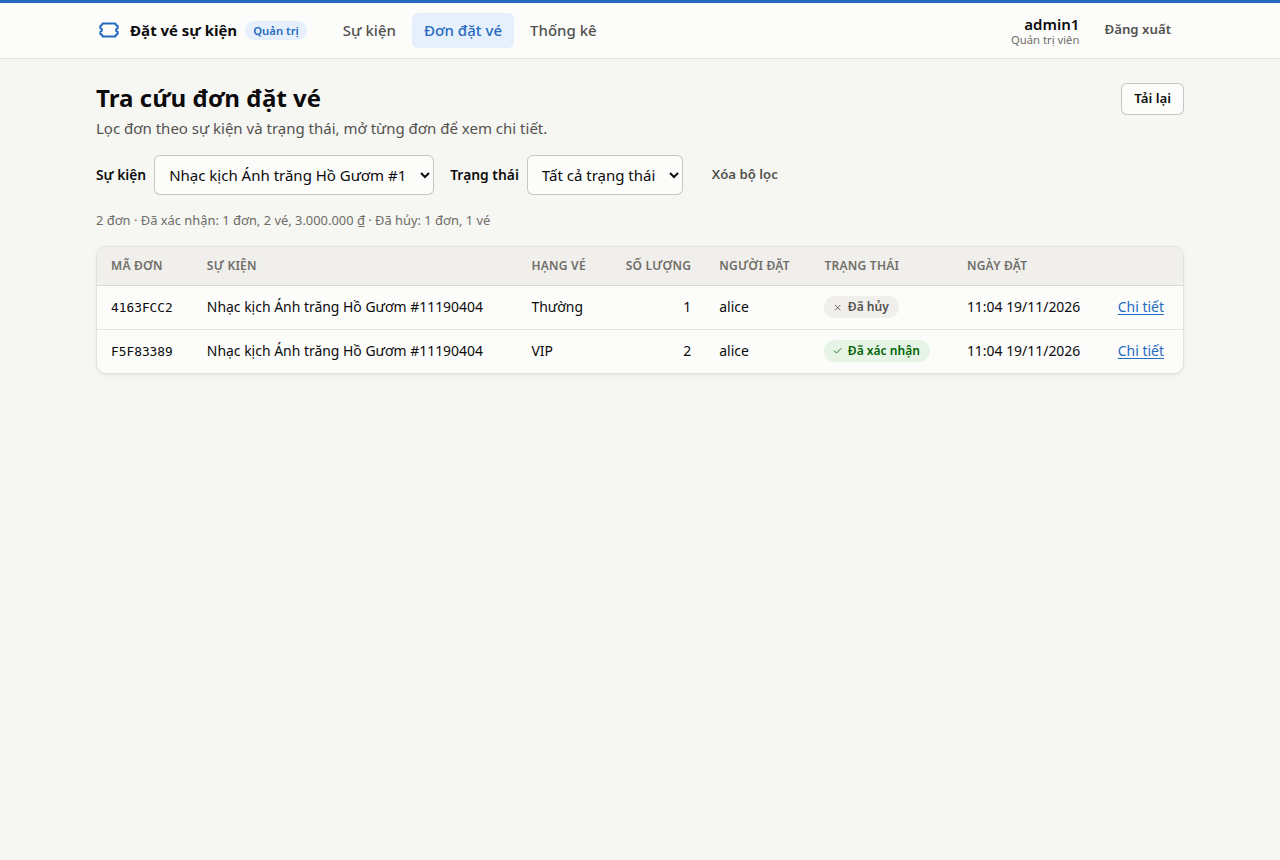 Đặt vé sự kiện Quản trị Sự kiện Đơn đặt vé Thống kê admin1 Đăng xuất
Quản trị viên
Tra cứu đơn đặt vé Tải lại
Lọc đơn theo sự kiện và trạng thái, mở từng đơn để xem chi tiết.
Sự kiện Nhạc kịch Ánh trăng Hồ Gươm #1 Trạng thái Tất cả trạng thái Xóa bộ lọc
2 đơn · Đã xác nhận: 1 đơn, 2 vé, 3.000.000 ₫ · Đã hủy: 1 đơn, 1 vé
MÃ ĐƠN SỰ KIỆN HẠNG VÉ SỐ LƯỢNG NGƯỜI ĐẶT TRẠNG THÁI NGÀY ĐẶT
4163FCC2 Nhạc kịch Ánh trăng Hồ Gươm #11190404 Thường 1 alice Đã hủy 11:04 19/11/2026 Chi tiết
F5F83389 Nhạc kịch Ánh trăng Hồ Gươm #11190404 VIP 2 alice Đã xác nhận 11:04 19/11/2026 Chi tiết